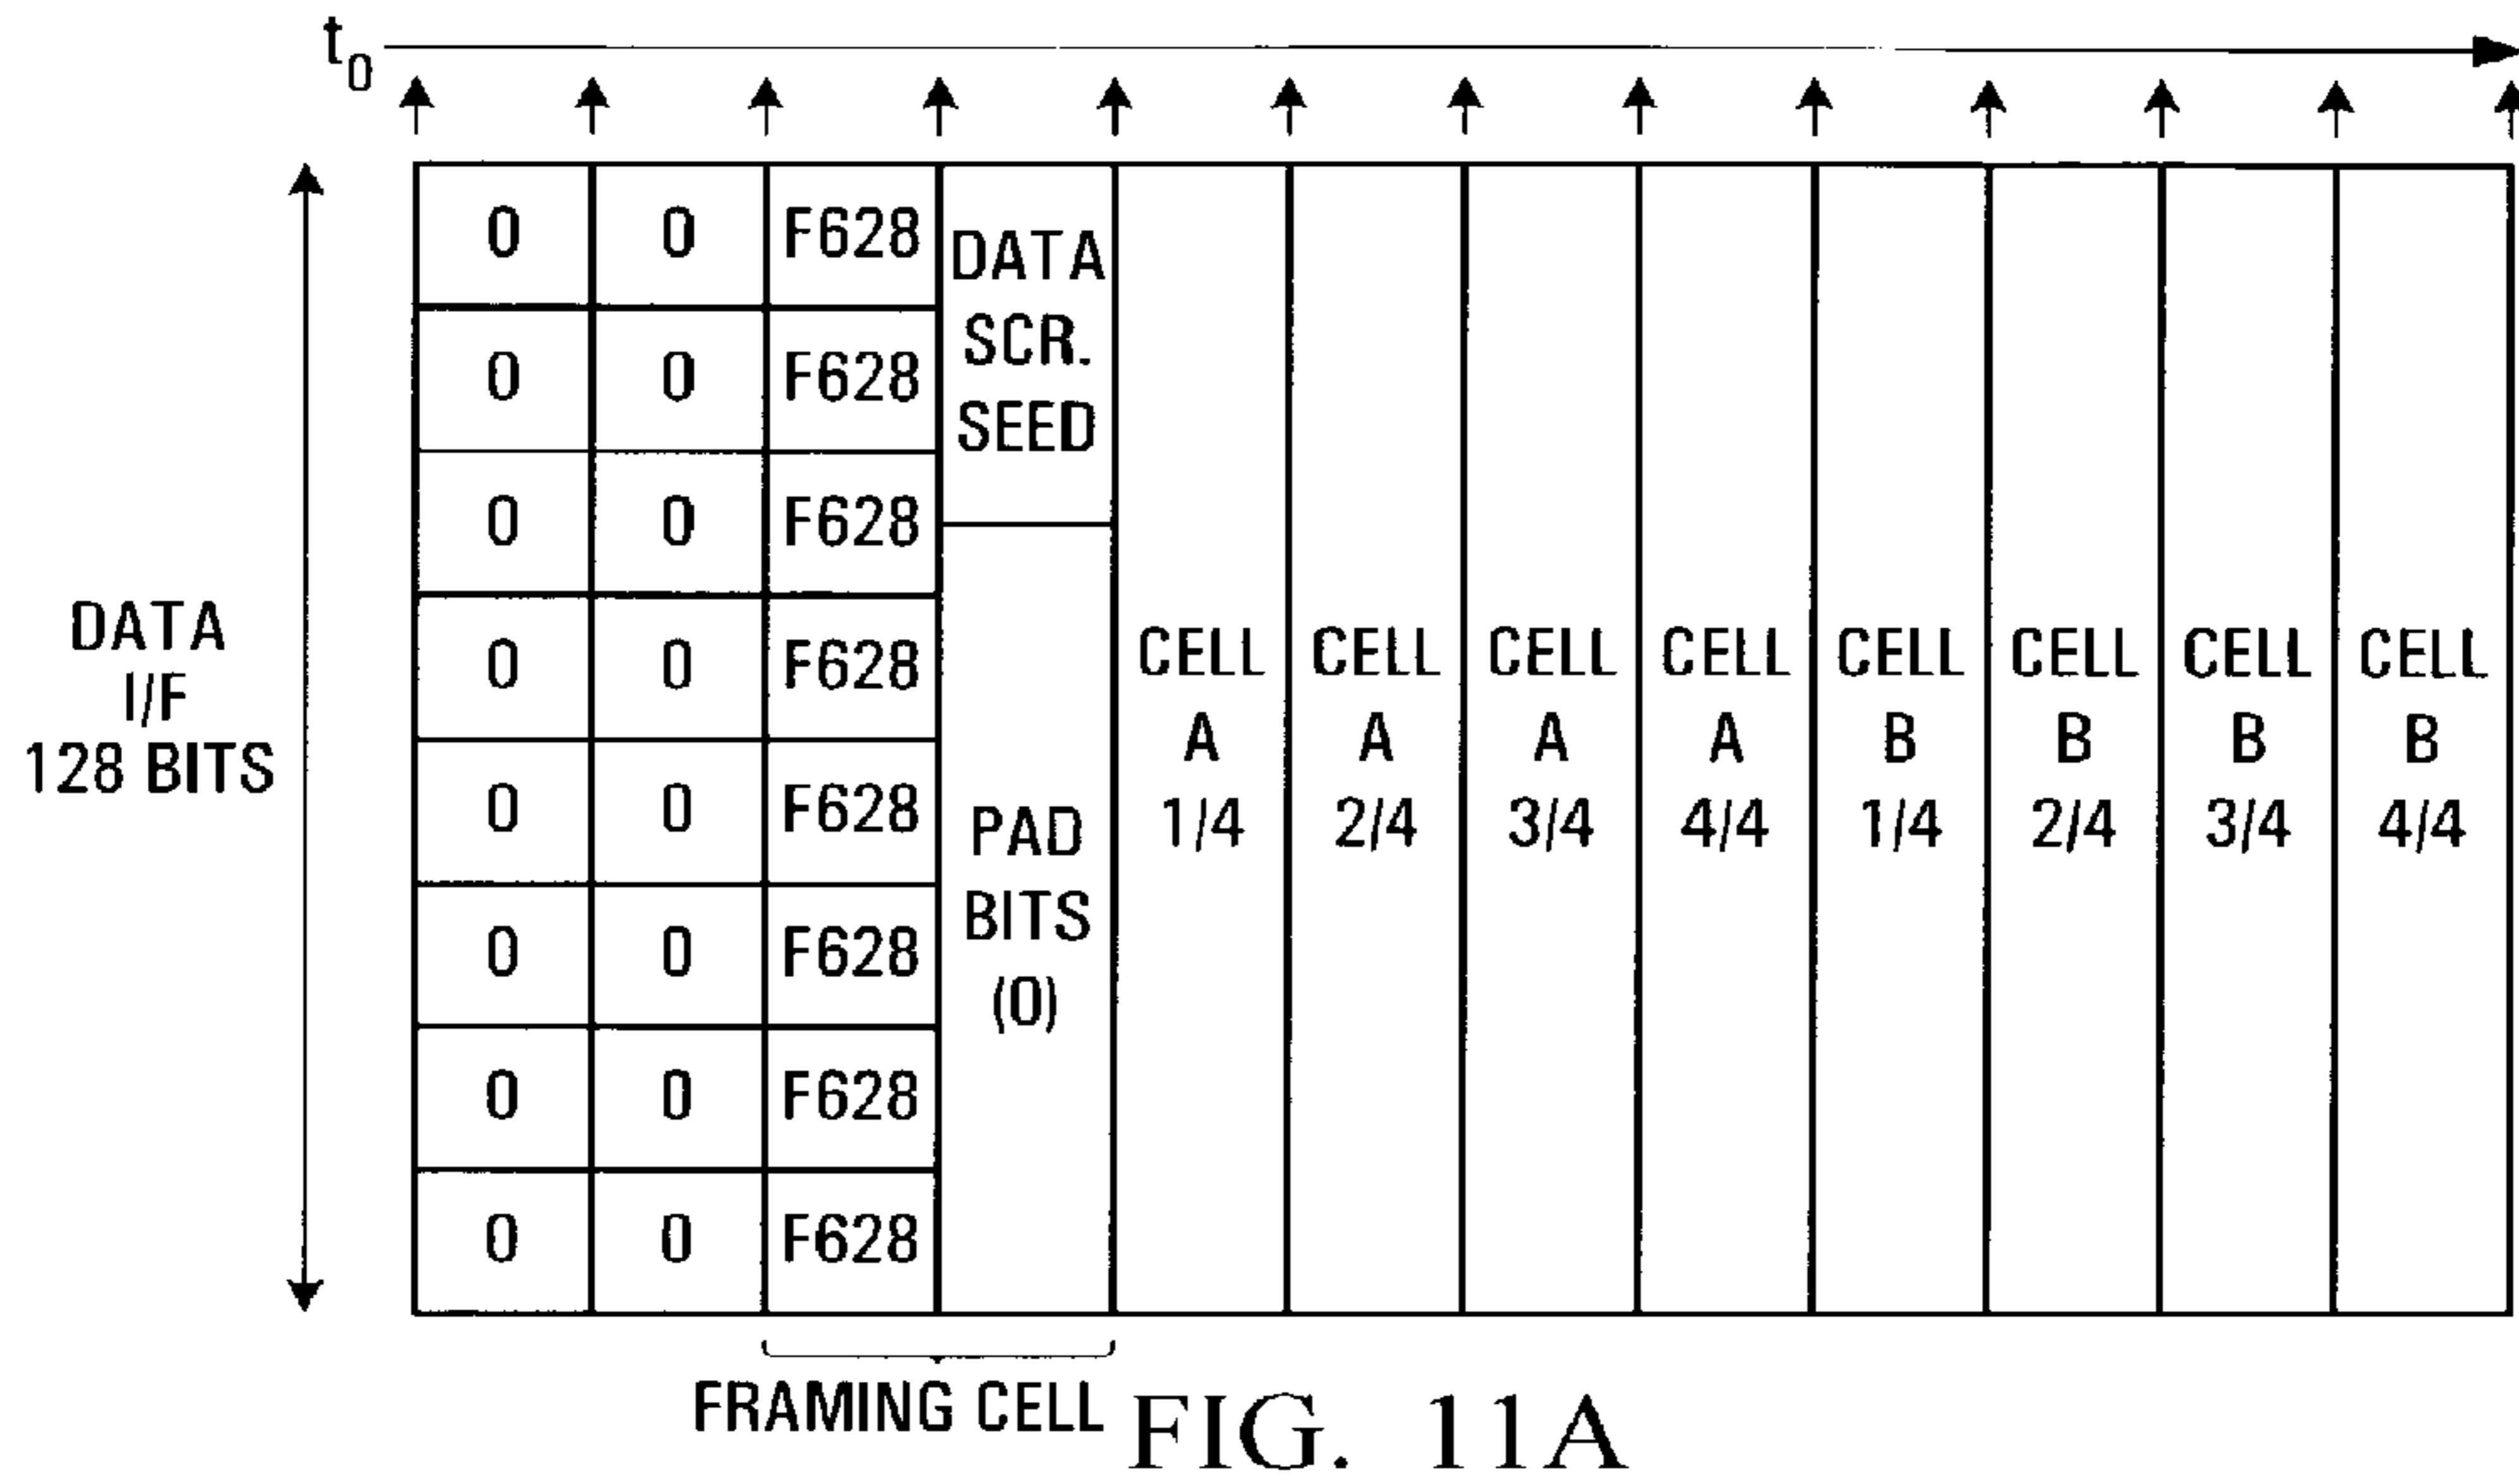 t0
0 0 F628
0 0 F628
0 0 F628
0 0 F628
0 0 F628
0 0 F628
0 0 F628
0 0 F628
DATA
SCR.
SEED
PAD
BITS
(0)
CELL
A
1/4
CELL
A
2/4
CELL
A
3/4
CELL
A
4/4
CELL
B
1/4
CELL
B
2/4
CELL
B
3/4
CELL
B
4/4
DATA
I/F
128 BITS
FRAMING CELL
FIG. 11A